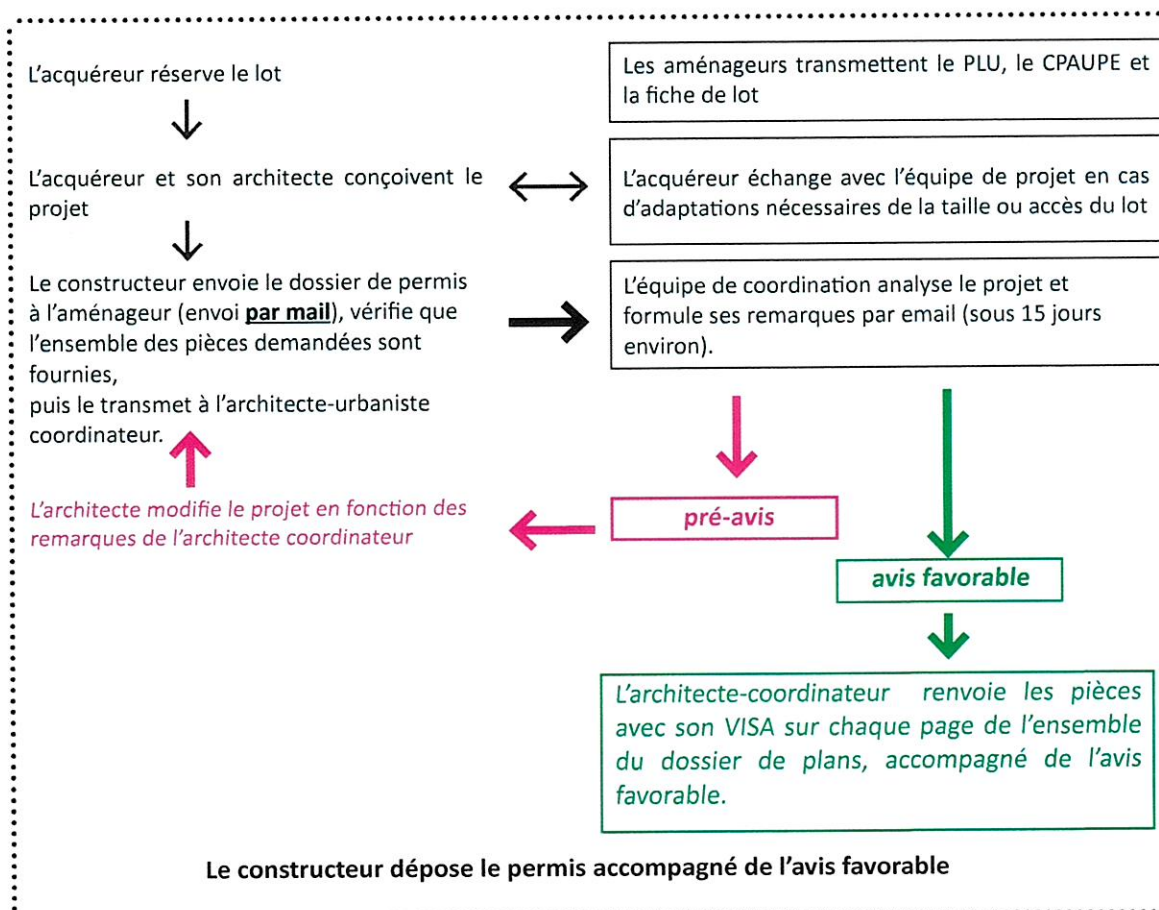 L'acquéreur réserve le lot
Les aménageurs transmettent le PLU, le CPAUPE et
la fiche de lot
L'acquéreur et son architecte conçoivent le
projet
L'acquéreur échange avec l'équipe de projet en cas
d'adaptations nécessaires de la taille ou accès du lot
Le constructeur envoie le dossier de permis
à l'aménageur (envoi par mail), vérifie que
l'ensemble des pièces demandées sont
fournies,
puis le transmet à l'architecte-urbaniste
coordinateur.
L'équipe de coordination analyse le projet et
formule ses remarques par email (sous 15 jours
environ).
L'architecte modifie le projet en fonction des
remarques de l'architecte coordinateur
pré-avis
avis favorable
L'architecte-coordinateur renvoie les pièces
avec son VISA sur chaque page de l'ensemble
du dossier de plans, accompagné de l'avis
favorable.
Le constructeur dépose le permis accompagné de l'avis favorable